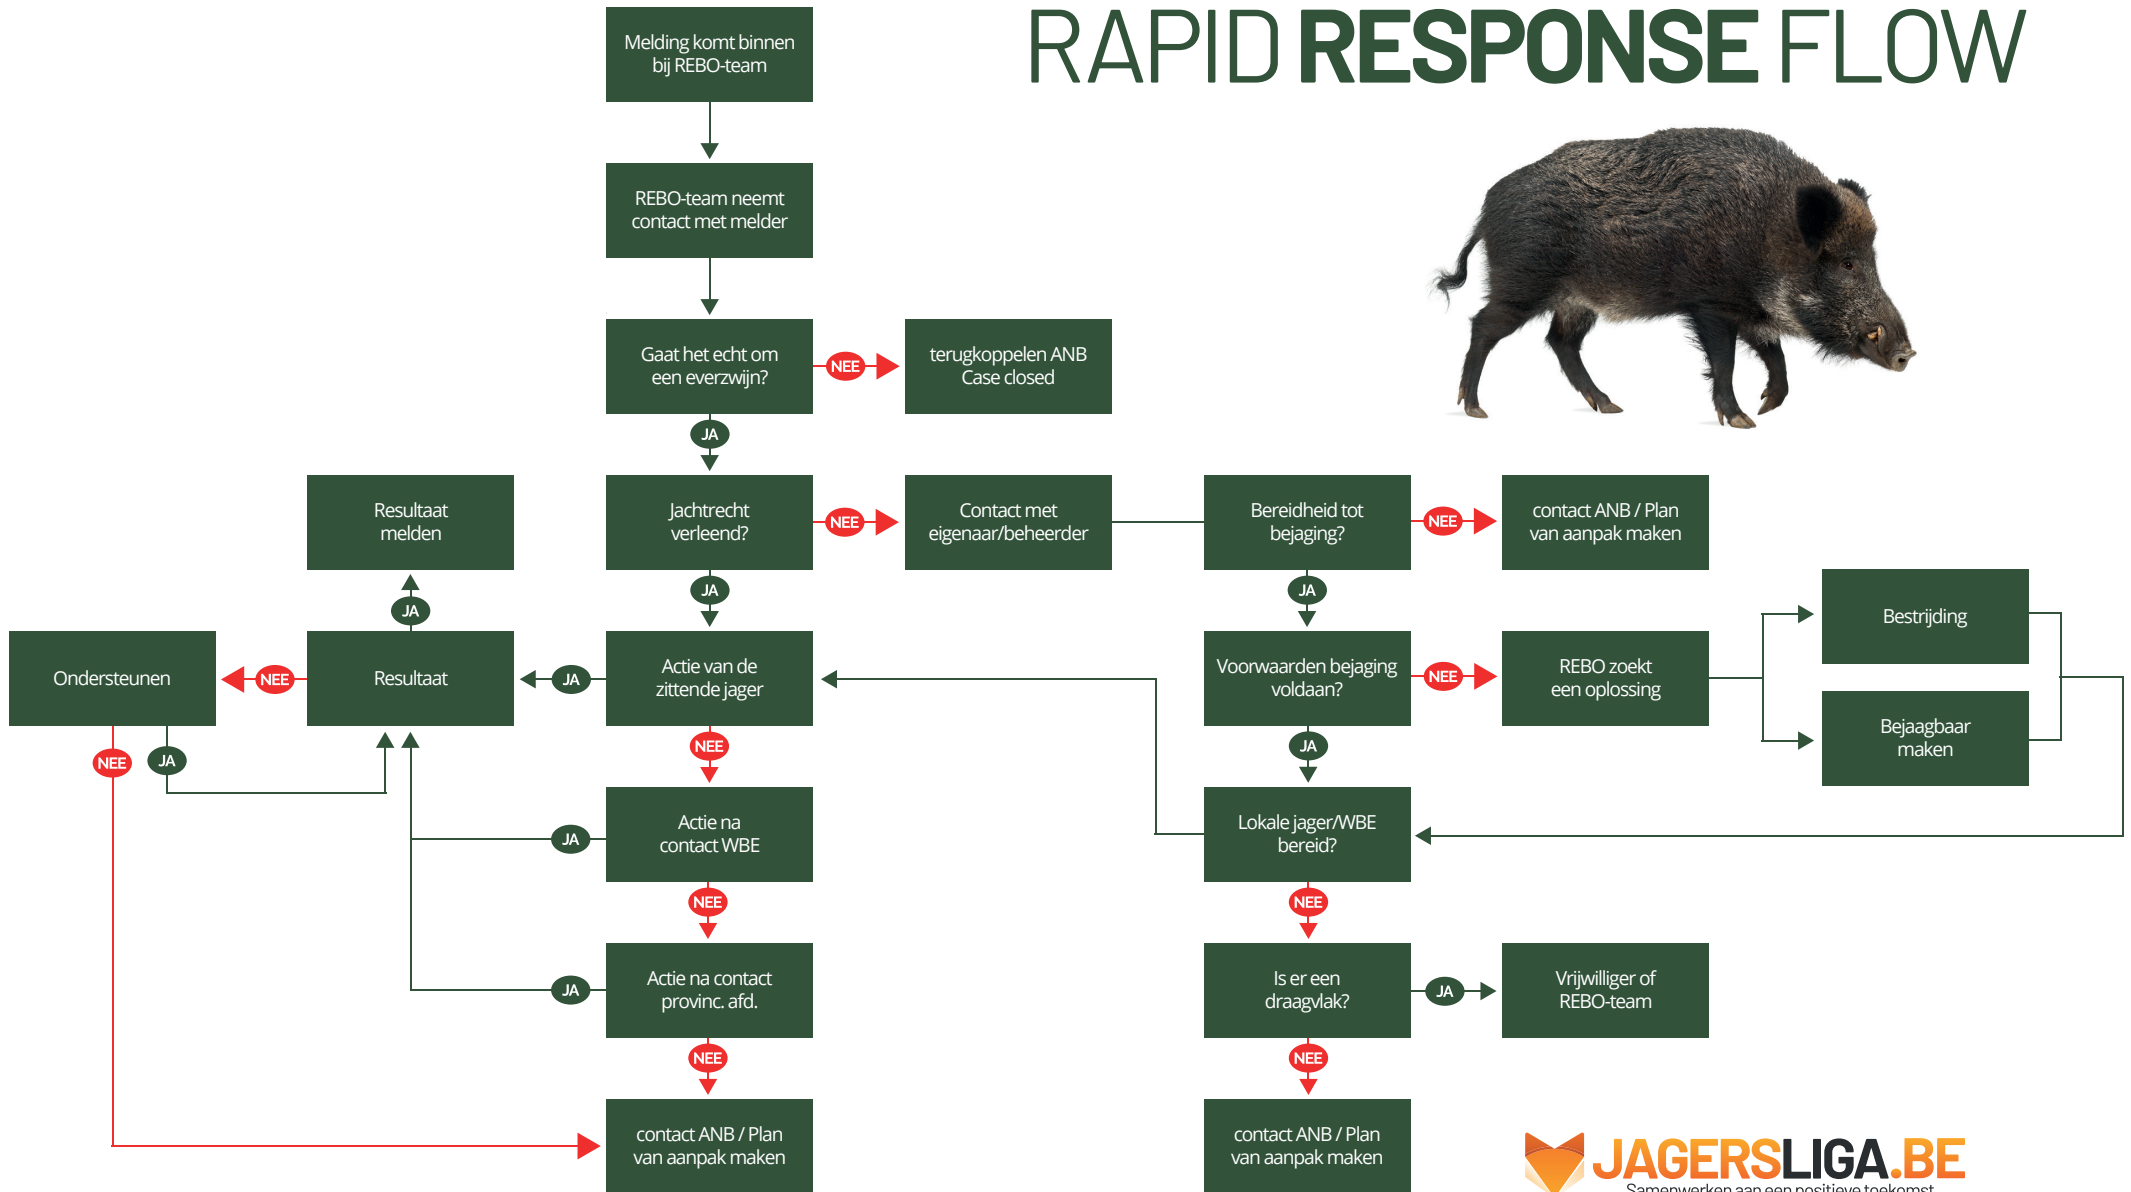 RAPID RESPONSE FLOW
Melding komt binnen
bij REBO-team
REBO-team neemt
contact met melder
Gaat het echt om
een everzwijn?
NEE
terugkoppelen ANB
Case closed
JA
Resultaat
melden
Jachtrecht
verleend?
NEE
Contact met
eigenaar/beheerder
Bereidheid tot
bejaging?
NEE
contact ANB / Plan
van aanpak maken
JA
JA
JA
Ondersteunen
NEE
Resultaat
JA
Actie van de
zittende jager
Voorwaarden bejaging
voldaan?
NEE
REBO zoekt
een oplossing
Bestrijding
Bejaagbaar
maken
NEE
JA
NEE
JA
JA
Actie na
contact WBE
Lokale jager/WBE
bereid?
NEE
NEE
JA
Actie na contact
provinc. afd.
Is er een
draagvlak?
JA
Vrijwilliger of
REBO-team
NEE
NEE
contact ANB / Plan
van aanpak maken
contact ANB / Plan
van aanpak maken
JAGERSLIGA.BE
Samenwerken aan een positieve toekomst